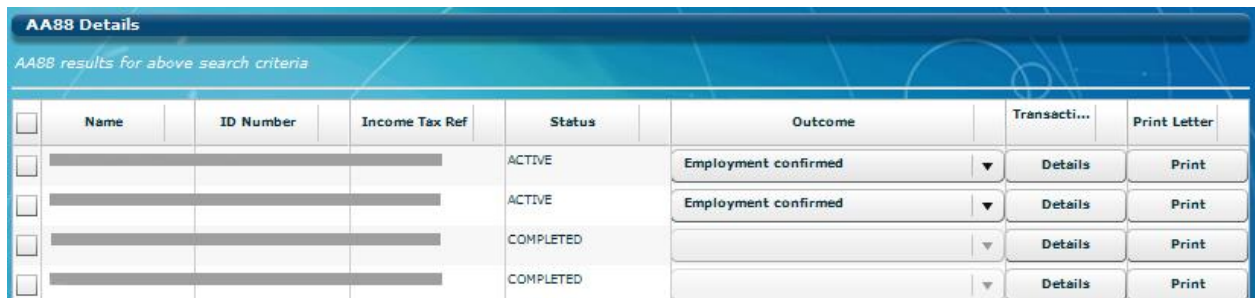 AA88 Details
AA88 results for above search criteria
Name ID Number Income Tax Ref Status Outcome Transacti... Print Letter
ACTIVE Employment confirmed Details Print
ACTIVE Employment confirmed Details Print
COMPLETED Details Print
COMPLETED Details Print